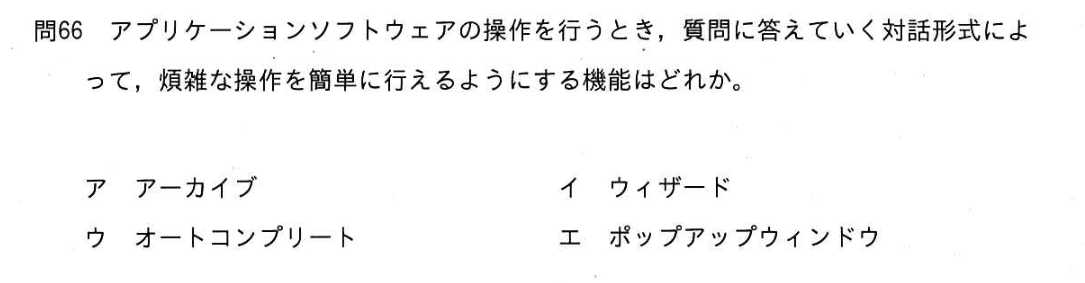 問66 アプリケーションソフトウェアの操作を行うとき，質問に答えていく対話形式によ
って，煩雑な操作を簡単に行えるようにする機能はどれか。
ア アーカイブ イ ウィザード
ウ オートコンプリート エ ポップアップウィンドウ